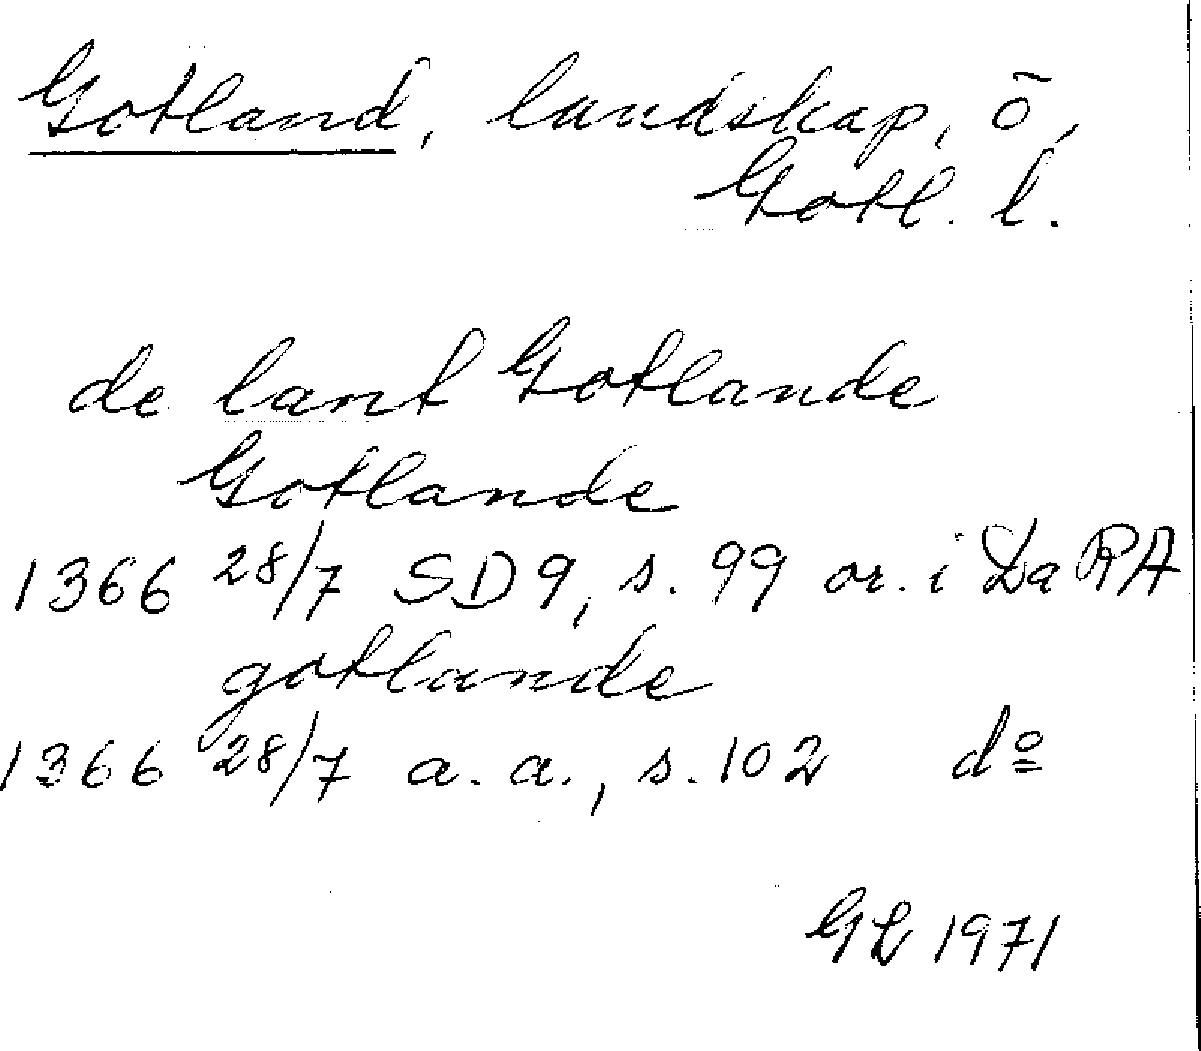 Gotland, landskap, ö,
Gotl. l.
de lant Gotlande
Gotlande
1366 28/7 SD9, s. 99 or. i DaRA
gotlande
1366 28/7 a. a., s. 102 dº
GL 1971